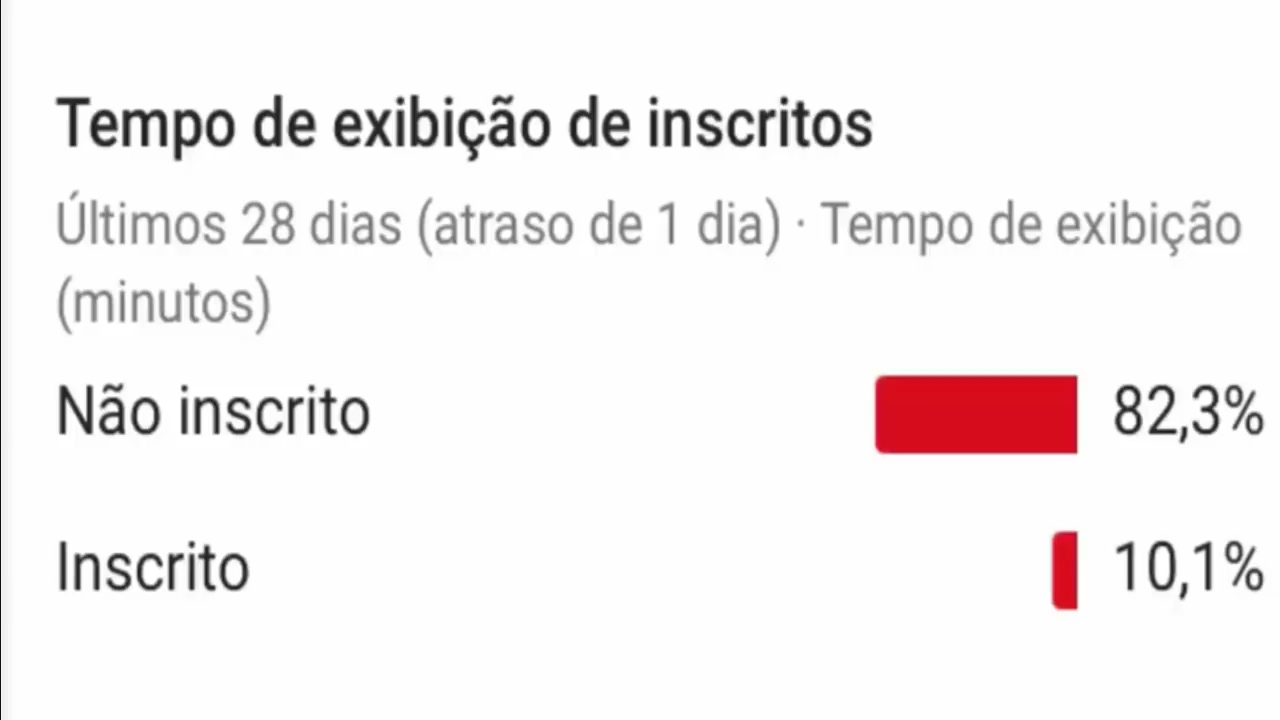 Tempo de exibição de inscritos
Últimos 28 dias (atraso de 1 dia) · Tempo de exibição
(minutos)
Não inscrito 82,3%
Inscrito 10,1%